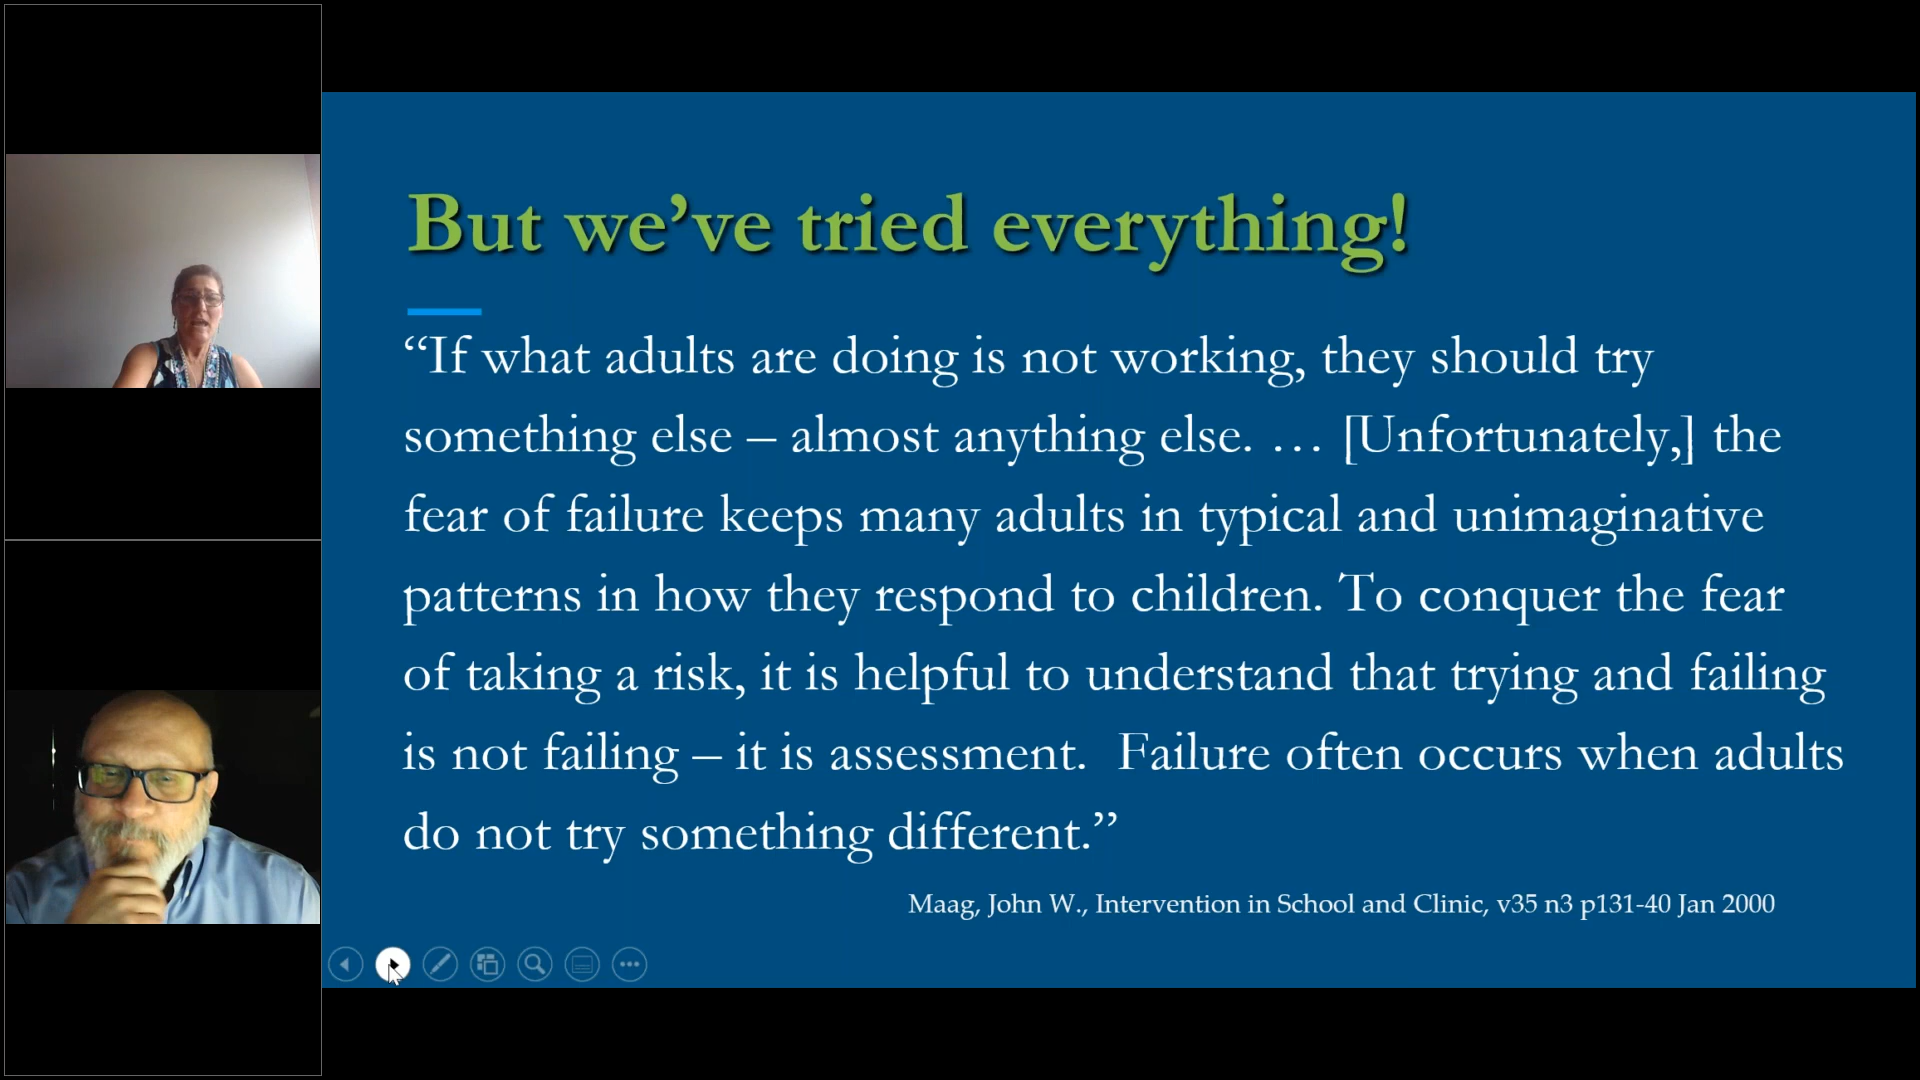 But we’ve tried everything!
“If what adults are doing is not working, they should try
something else – almost anything else. … [Unfortunately,] the
fear of failure keeps many adults in typical and unimaginative
patterns in how they respond to children. To conquer the fear
of taking a risk, it is helpful to understand that trying and failing
is not failing – it is assessment.  Failure often occurs when adults
do not try something different.”
Maag, John W., Intervention in School and Clinic, v35 n3 p131-40 Jan 2000